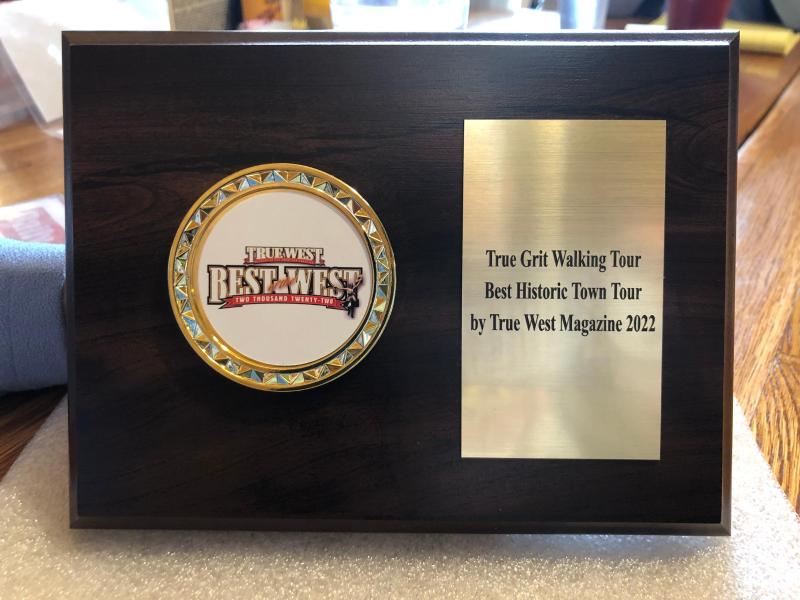 TRUE WEST
BEST OF THE WEST
TWO THOUSAND TWENTY-TWO
True Grit Walking Tour
Best Historic Town Tour
by True West Magazine 2022